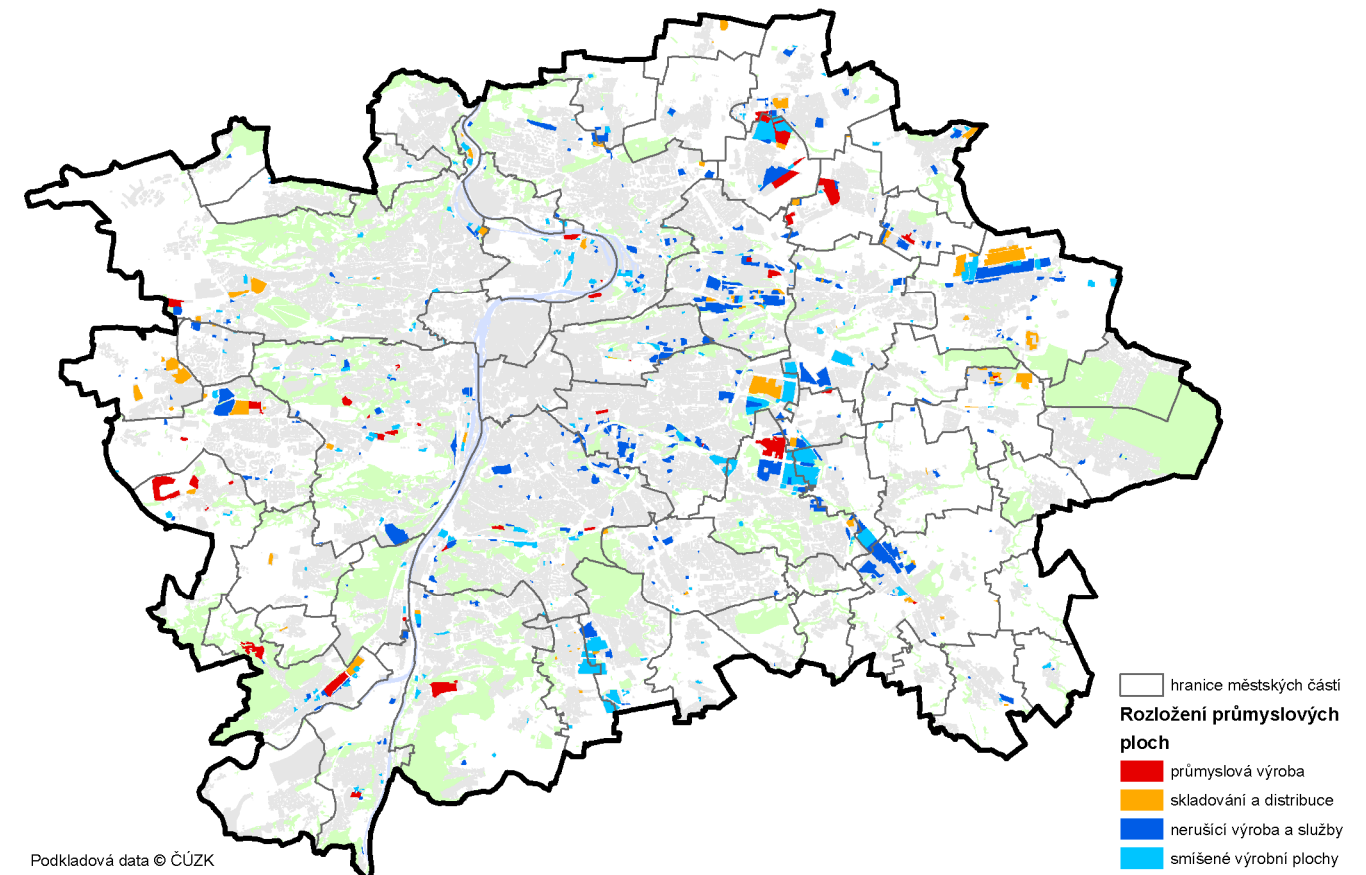 hranice městských částí
Rozložení průmyslových
ploch
průmyslová výroba
skladování a distribuce
nerušící výroba a služby
smíšené výrobní plochy
Podkladová data © ČÚZK